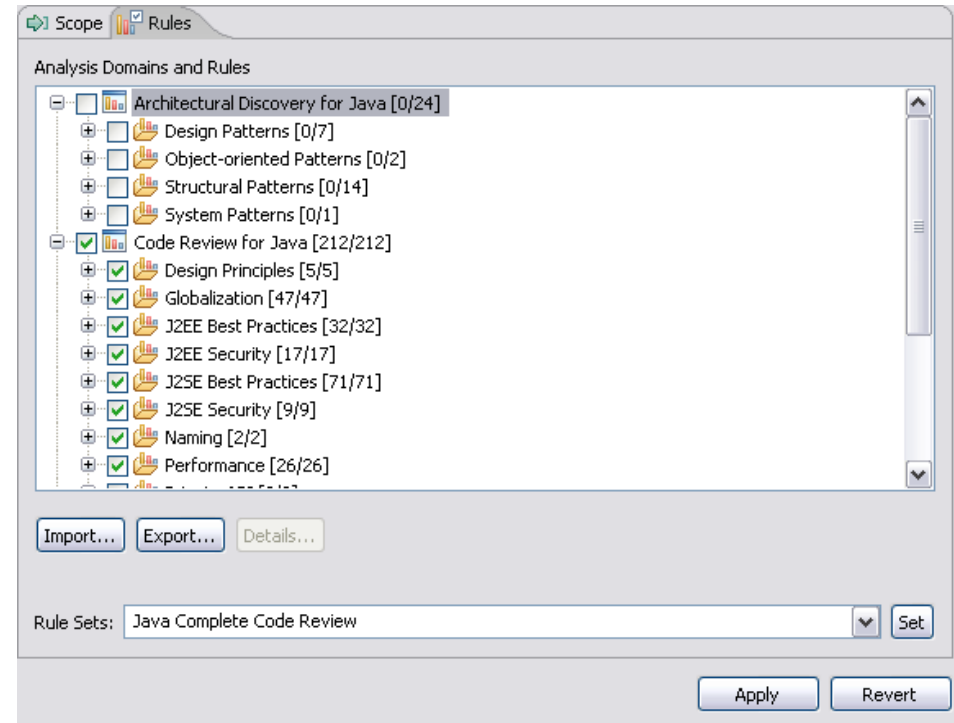 Scope Rules
Analysis Domains and Rules
Architectural Discovery for Java [0/24]
Design Patterns [0/7]
Object-oriented Patterns [0/2]
Structural Patterns [0/14]
System Patterns [0/1]
Code Review for Java [212/212]
Design Principles [5/5]
Globalization [47/47]
J2EE Best Practices [32/32]
J2EE Security [17/17]
J2SE Best Practices [71/71]
J2SE Security [9/9]
Naming [2/2]
Performance [26/26]
Import... Export... Details...
Rule Sets: Java Complete Code Review Set
Apply Revert